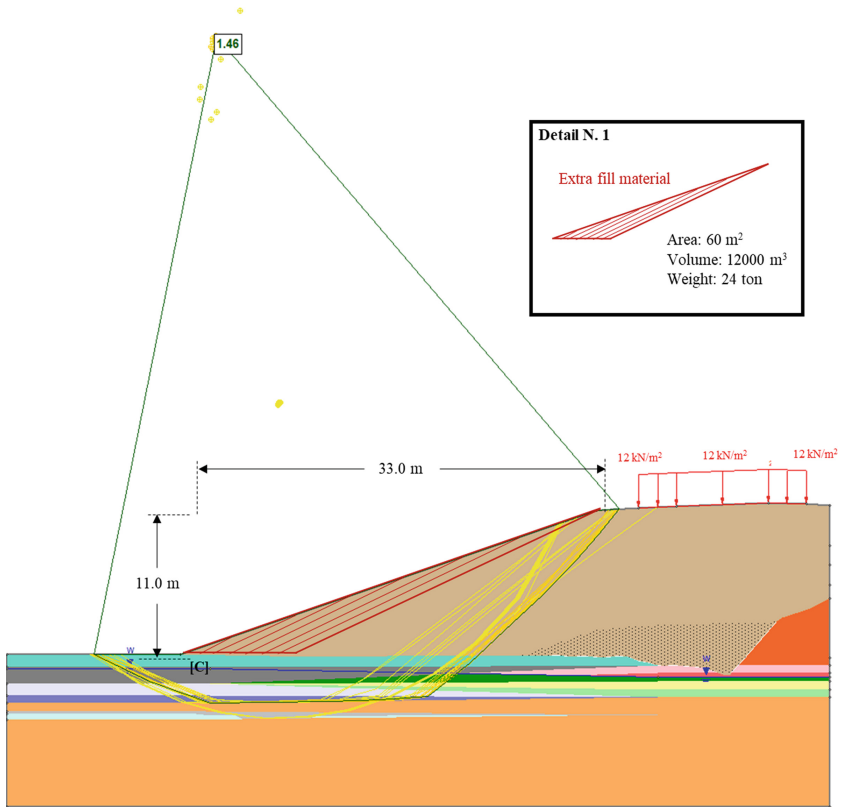 1.46
Detail N. 1
Extra fill material
Area: 60 m²
Volume: 12000 m³
Weight: 24 ton
33.0 m
12 kN/m² 12 kN/m² 12 kN/m²
11.0 m
W
[C]
W